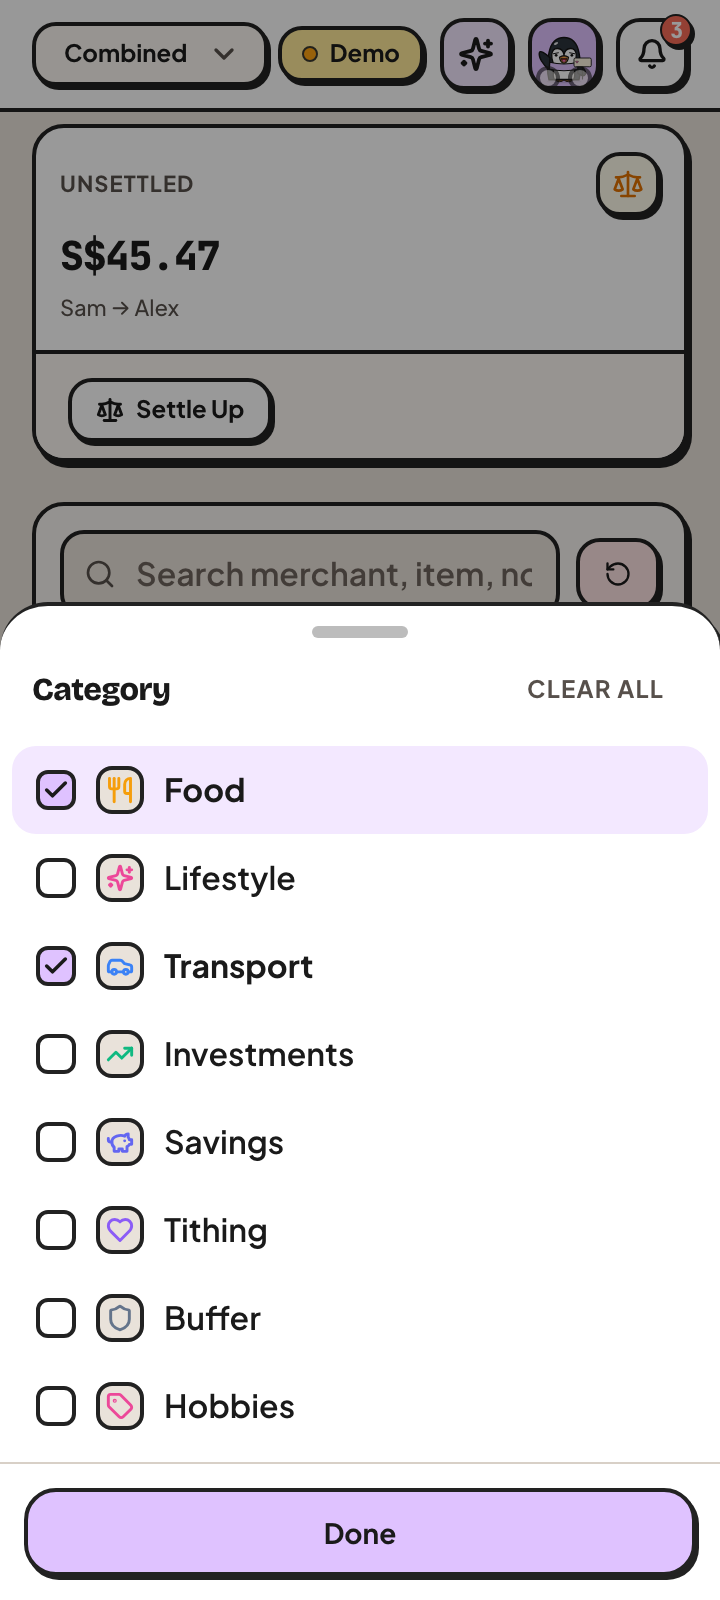 Combined
Demo
3
UNSETTLED
S$45.47
Sam → Alex
Settle Up
Search merchant, item, no
Category
CLEAR ALL
Food
Lifestyle
Transport
Investments
Savings
Tithing
Buffer
Hobbies
Done